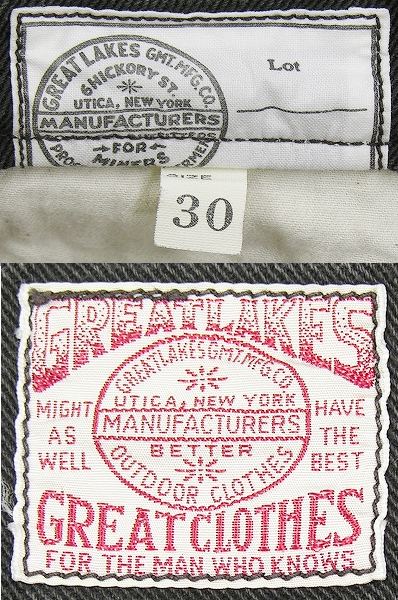 GREAT LAKES GMT. MFG. CO.
6 HICKORY ST.
UTICA, NEW YORK
MANUFACTURERS
FOR
MINERS
Lot
SIZE
30
GREAT LAKES
GREAT LAKES GMT. MFG. CO
UTICA, NEW YORK
MANUFACTURERS
BETTER
OUTDOOR CLOTHES
MIGHT
AS
WELL
HAVE
THE
BEST
GREAT CLOTHES
FOR THE MAN WHO KNOWS